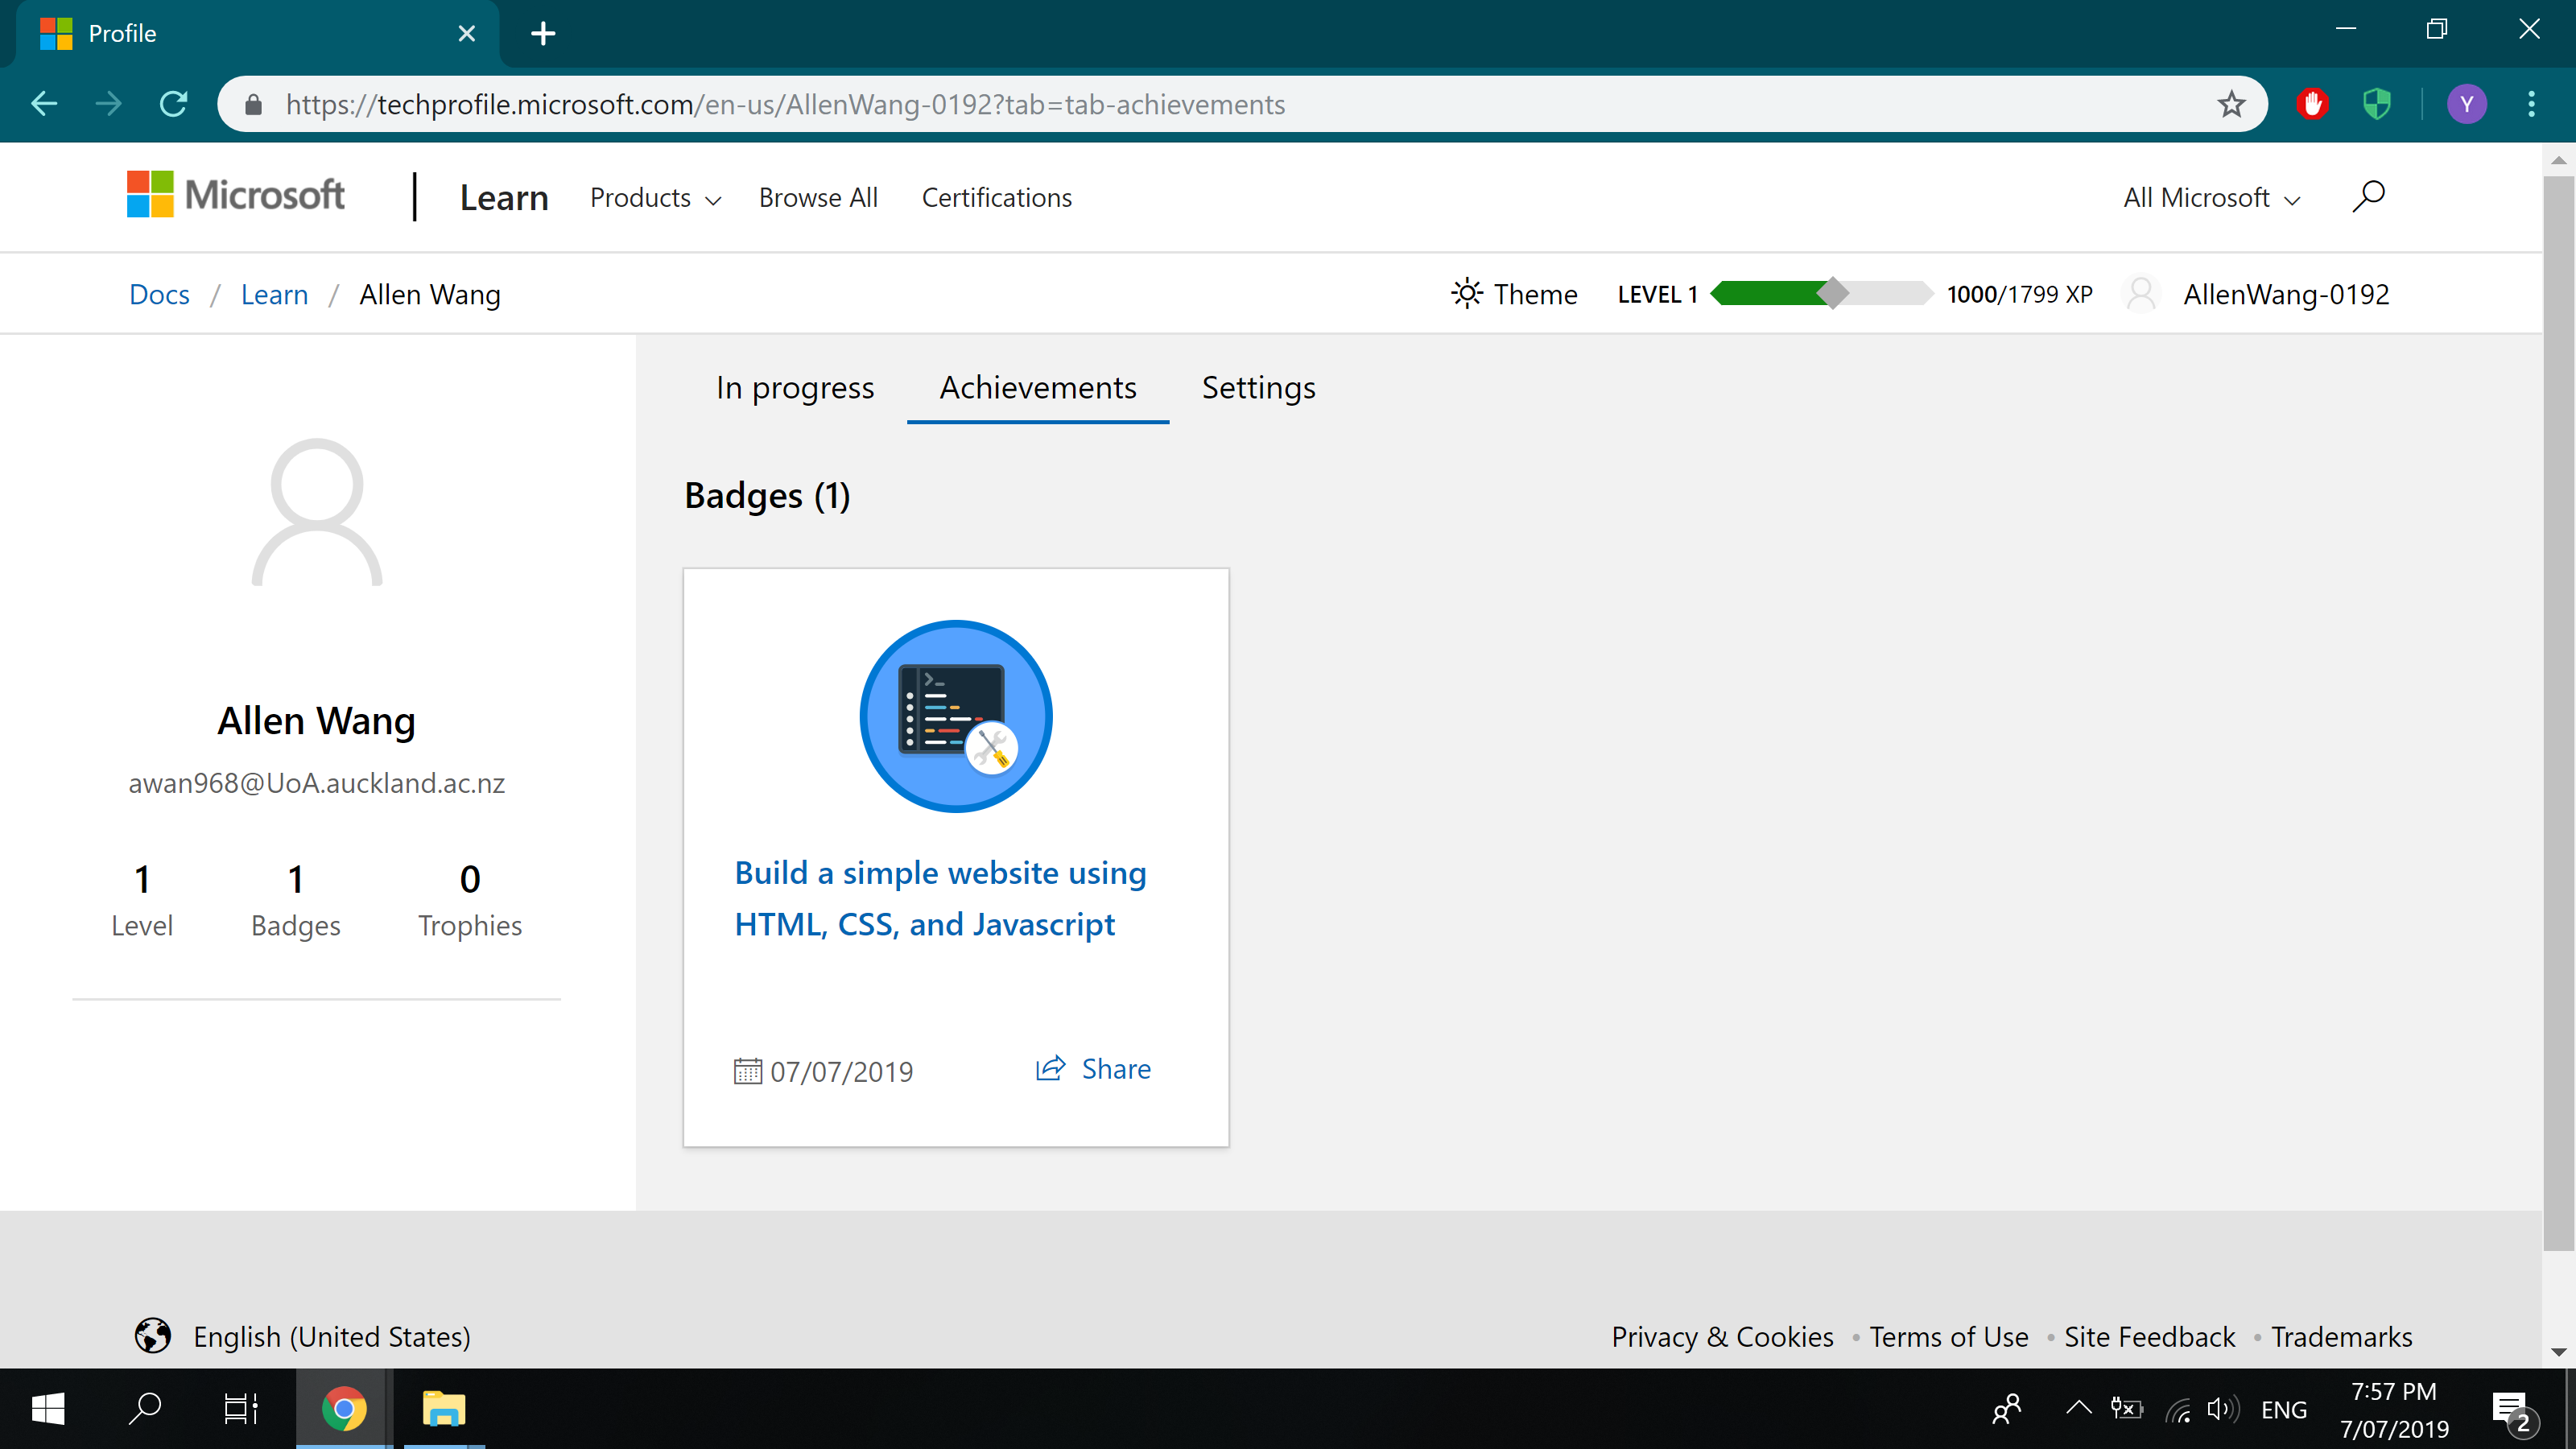 Profile
https://techprofile.microsoft.com/en-us/AllenWang-0192?tab=tab-achievements
Y
Microsoft
Learn
Products
Browse All
Certifications
All Microsoft
Docs / Learn / Allen Wang
Theme
LEVEL 1
1000/1799 XP
AllenWang-0192
In progress
Achievements
Settings
Allen Wang
awan968@UoA.auckland.ac.nz
1
Level
1
Badges
0
Trophies
Badges (1)
Build a simple website using
HTML, CSS, and Javascript
07/07/2019
Share
English (United States)
Privacy & Cookies • Terms of Use • Site Feedback • Trademarks
ENG
7:57 PM
7/07/2019
2